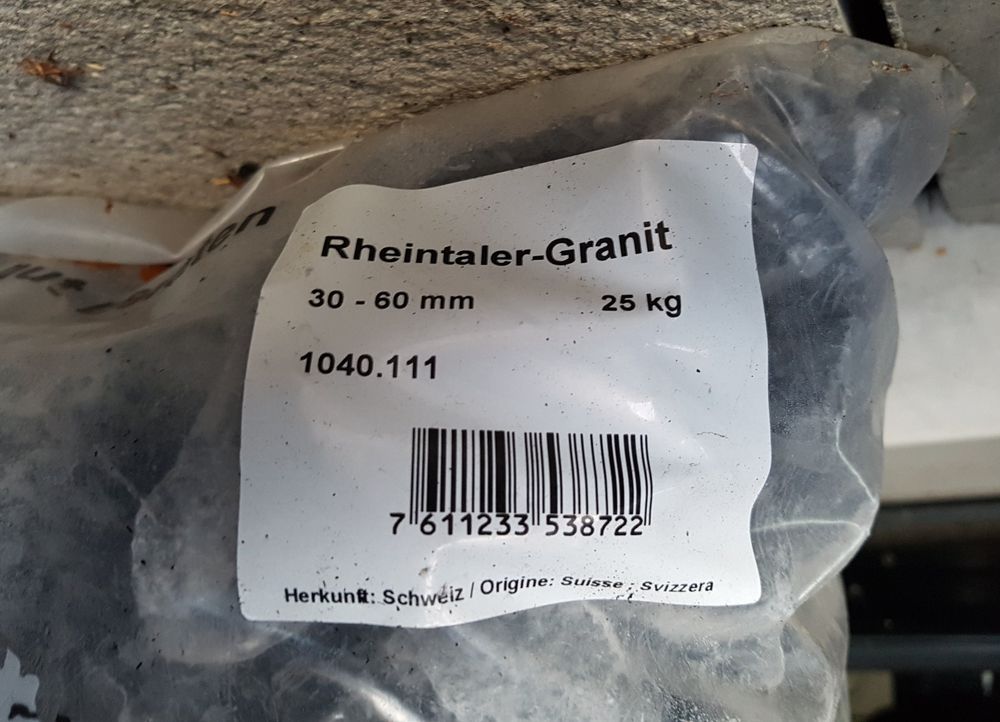 Rheintaler-Granit
30 - 60 mm 25 kg
1040.111
7 611233 538722
Herkunft: Schweiz / Origine: Suisse - Svizzera